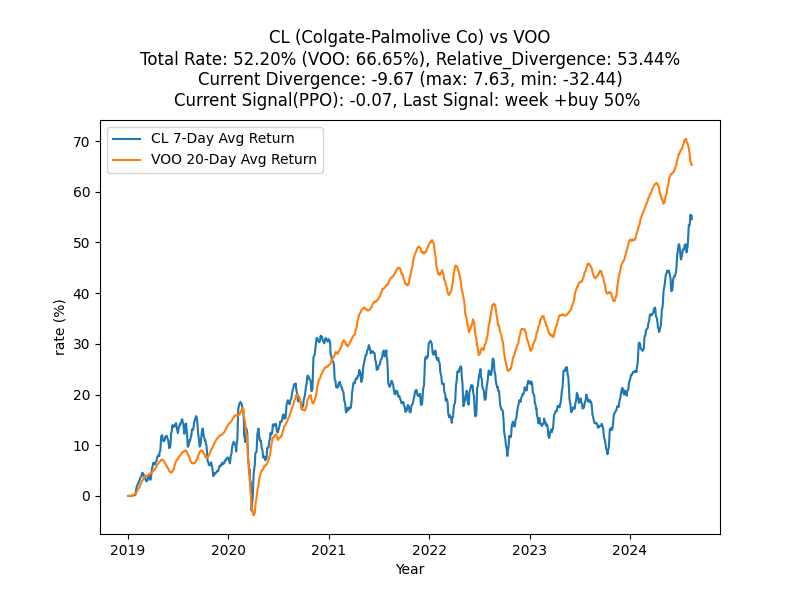 CL (Colgate-Palmolive Co) vs VOO
Total Rate: 52.20% (VOO: 66.65%), Relative_Divergence: 53.44%
Current Divergence: -9.67 (max: 7.63, min: -32.44)
Current Signal(PPO): -0.07, Last Signal: week +buy 50%
CL 7-Day Avg Return
VOO 20-Day Avg Return
70
60
50
40
30
20
10
0
rate (%)
2019 2020 2021 2022 2023 2024
Year